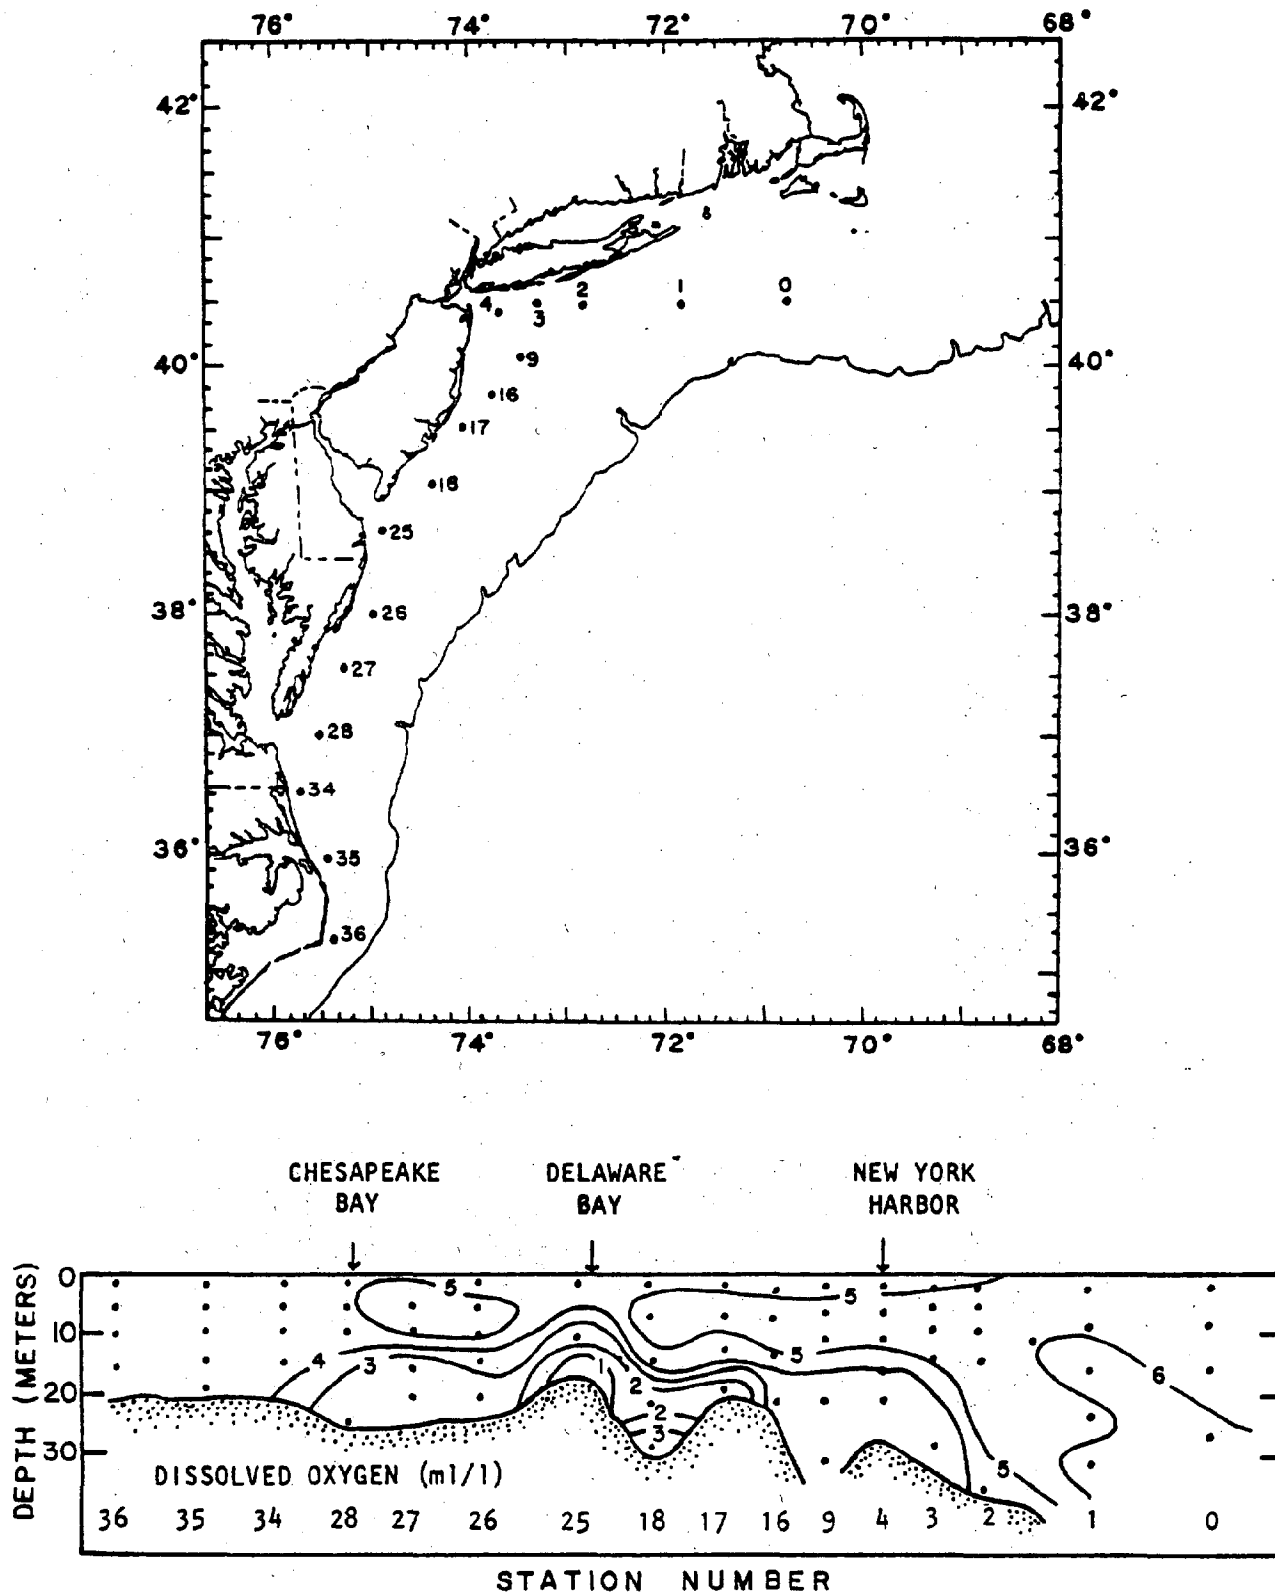 76° 74° 72° 70° 68°
42° 42°
4 2 1 0
3
40° 9 40°
16
17
18
25
38° 26 38°
27
28
34
36° 35 36°
36
76° 74° 72° 70° 68°
CHESAPEAKE BAY
DELAWARE BAY
NEW YORK HARBOR
DEPTH (METERS)
0
10
20
30
5 5
5
4 3 1 2 6
2
3 5
DISSOLVED OXYGEN (ml/l)
36 35 34 28 27 26 25 18 17 16 9 4 3 2 1 0
STATION NUMBER